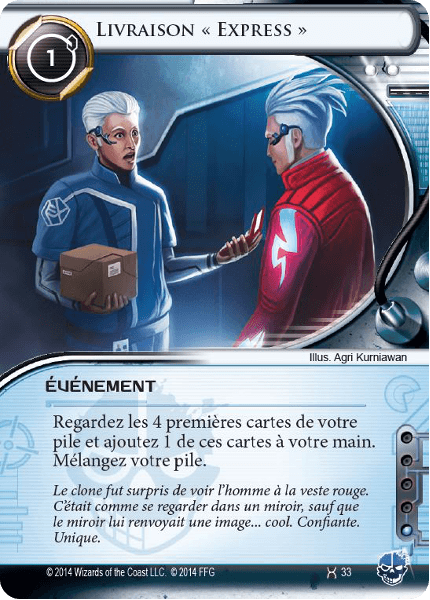 Livraison « Express »
1
Illus. Agri Kurniawan
ÉVÉNEMENT
Regardez les 4 premières cartes de votre
pile et ajoutez 1 de ces cartes à votre main.
Mélangez votre pile.
Le clone fut surpris de voir l'homme à la veste rouge.
C'était comme se regarder dans un miroir, sauf que
le miroir lui renvoyait une image... cool. Confiante.
Unique.
© 2014 Wizards of the Coast LLC. © 2014 FFG
33